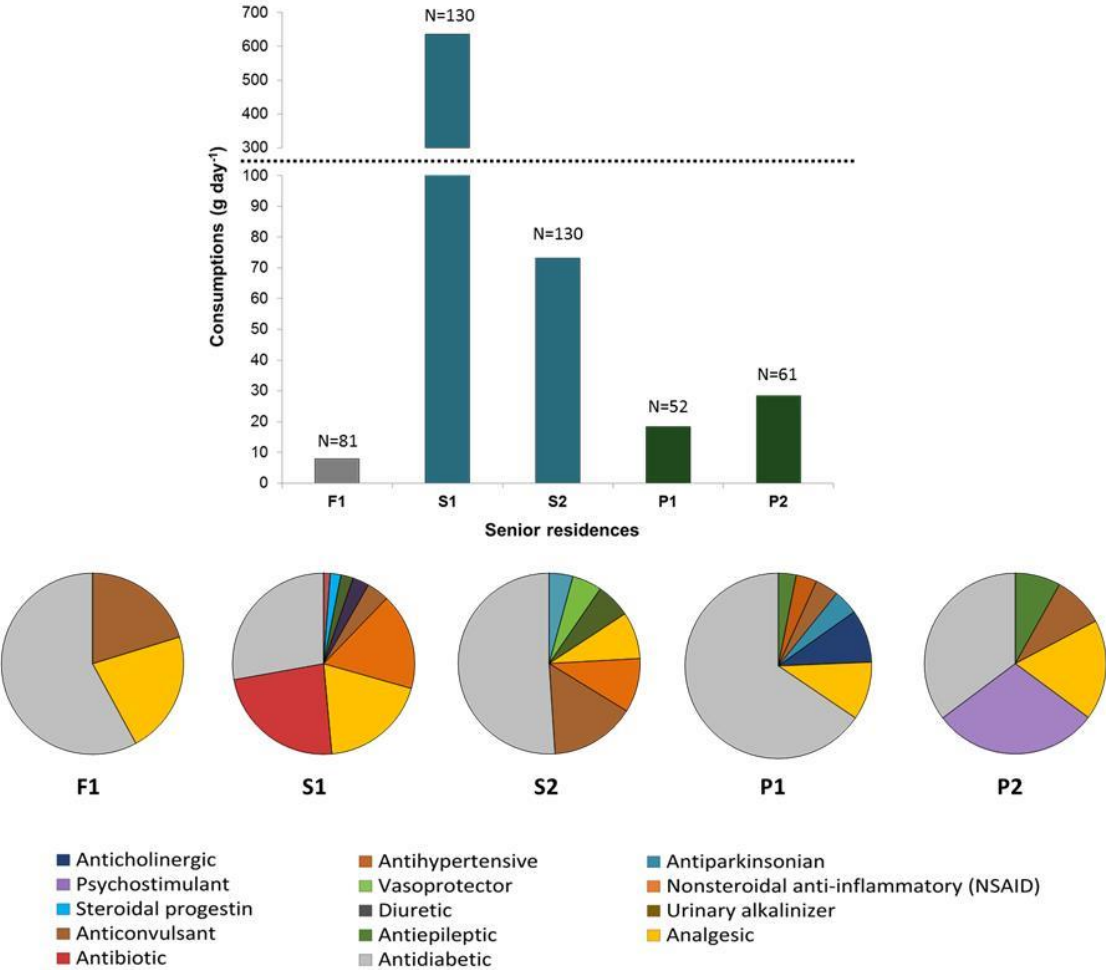 700
600
500
400
300
100
90
80
70
60
50
40
30
20
10
0
Consumptions (g day⁻¹)
N=130
N=130
N=81
N=52
N=61
F1 S1 S2 P1 P2
Senior residences
F1 S1 S2 P1 P2
Anticholinergic
Psychostimulant
Steroidal progestin
Anticonvulsant
Antibiotic
Antihypertensive
Vasoprotector
Diuretic
Antiepileptic
Antidiabetic
Antiparkinsonian
Nonsteroidal anti-inflammatory (NSAID)
Urinary alkalinizer
Analgesic